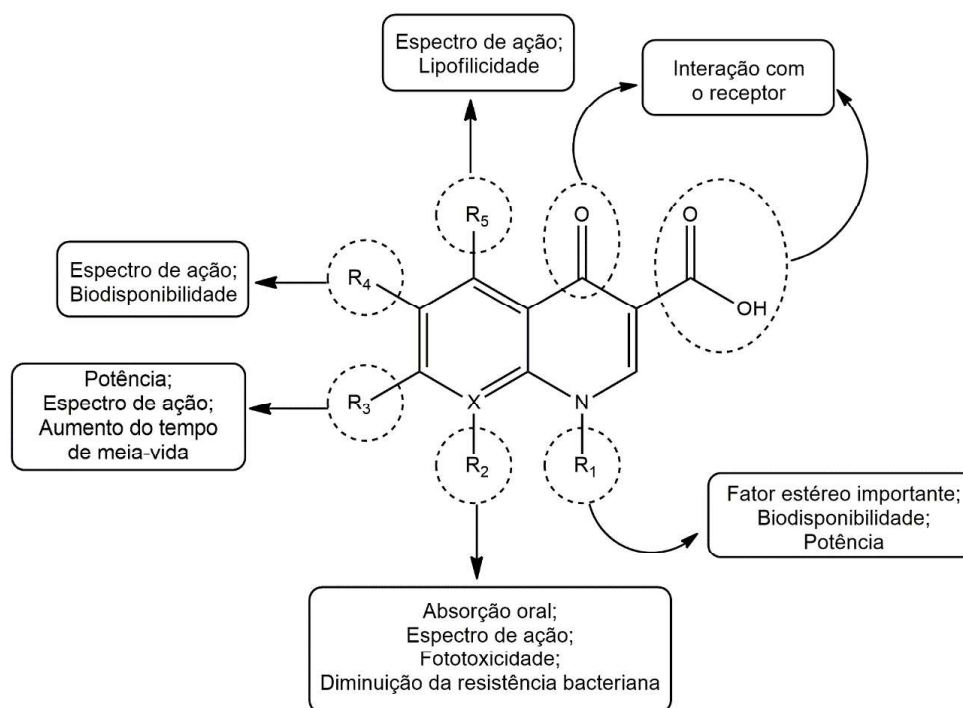 Espectro de ação;
Lipofilicidade
Interação com
o receptor
R5
O
O
Espectro de ação;
Biodisponibilidade
R4
OH
Potência;
Espectro de ação;
Aumento do tempo
de meia-vida
R3
X
N
R2
R1
Fator estéreo importante;
Biodisponibilidade;
Potência
Absorção oral;
Espectro de ação;
Fototoxicidade;
Diminuição da resistência bacteriana